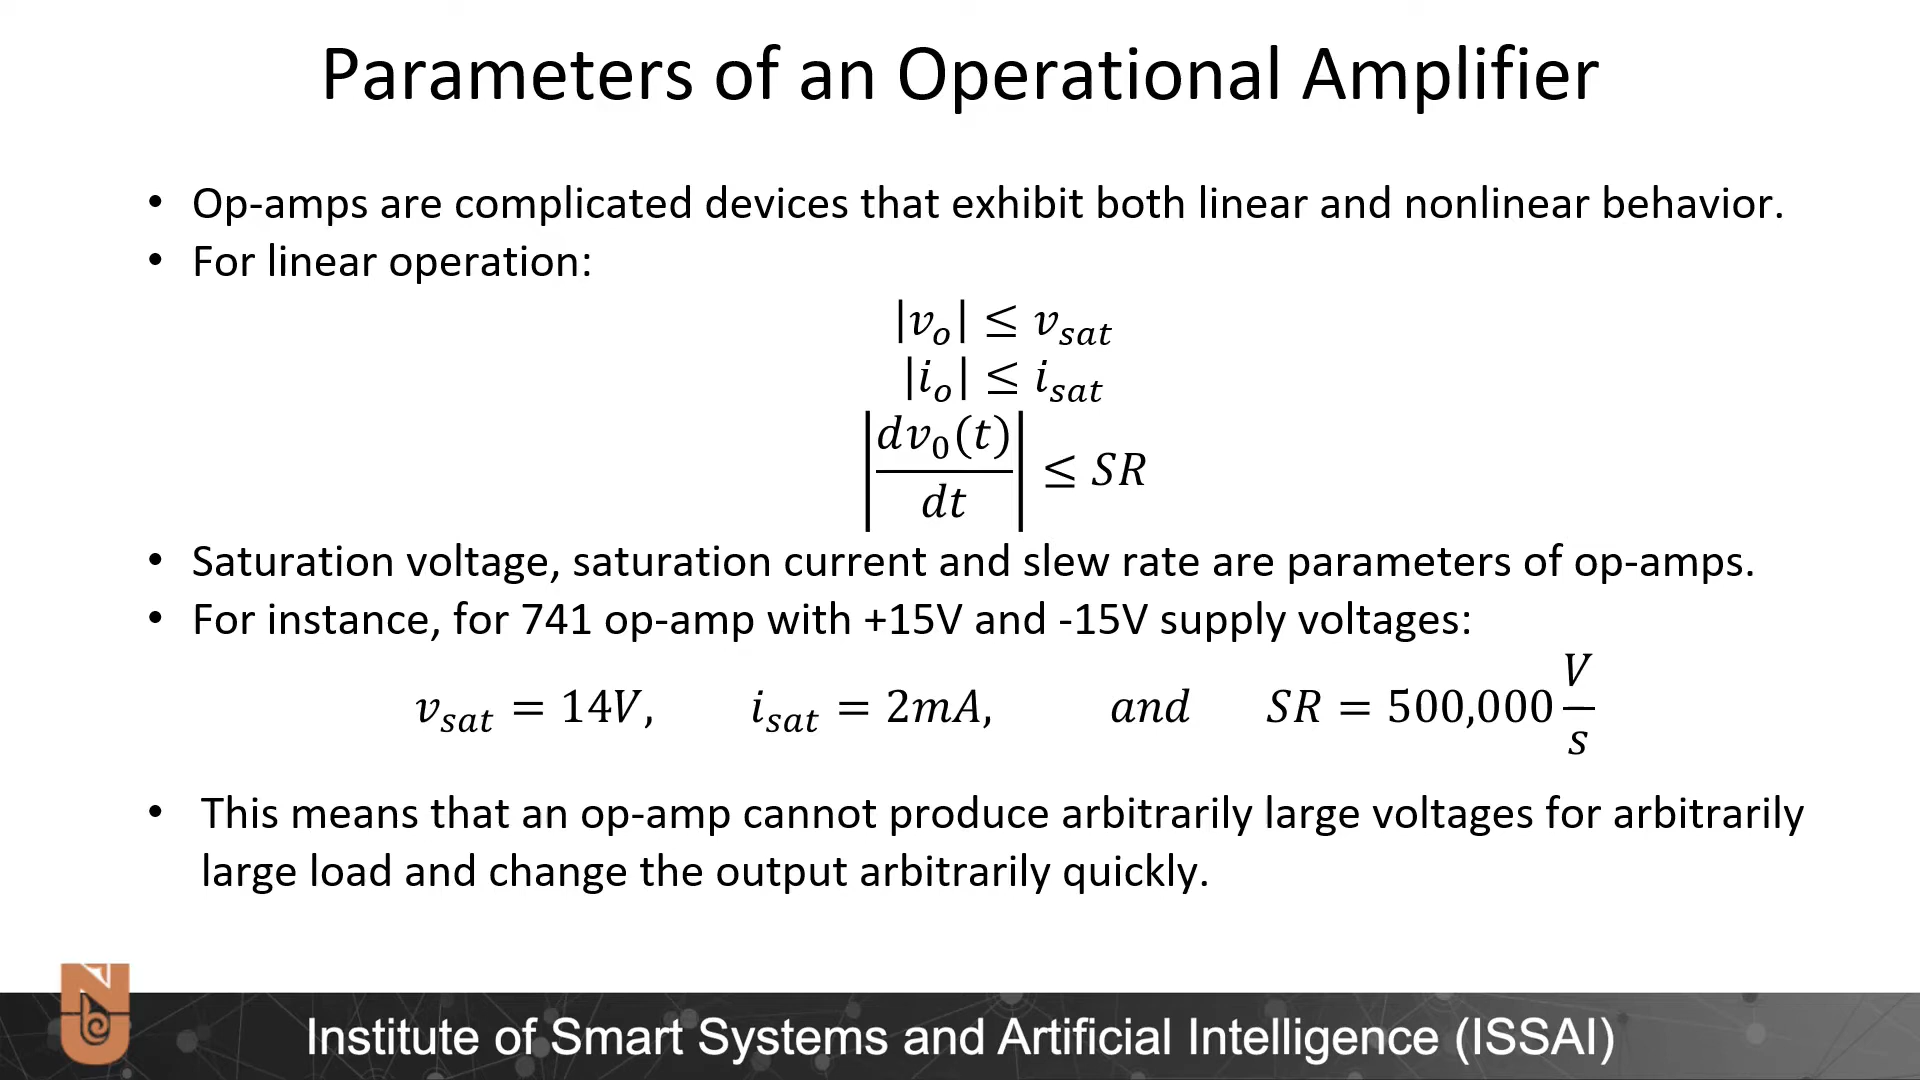 Parameters of an Operational Amplifier
• Op-amps are complicated devices that exhibit both linear and nonlinear behavior.
• For linear operation:
|v_o| ≤ v_sat
|i_o| ≤ i_sat
|dv_0(t)/dt| ≤ SR
• Saturation voltage, saturation current and slew rate are parameters of op-amps.
• For instance, for 741 op-amp with +15V and -15V supply voltages:
v_sat = 14V, i_sat = 2mA, and SR = 500,000 V/s
• This means that an op-amp cannot produce arbitrarily large voltages for arbitrarily
large load and change the output arbitrarily quickly.
Institute of Smart Systems and Artificial Intelligence (ISSAI)